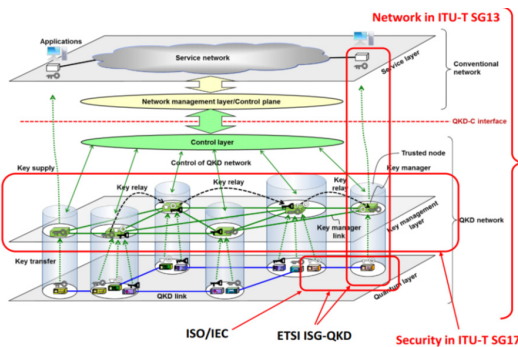 Network in ITU-T SG13
Applications
Service network
Service layer
Conventional
network
Network management layer/Control plane
QKD-C interface
Control layer
Trusted node
Key supply
Control of QKD network
Key manager
Key relay
Key relay
Key
relay
Key manager
link
Key management
layer
QKD network
Key transfer
QKD link
Quantum layer
ISO/IEC
ETSI ISG-QKD
Security in ITU-T SG17